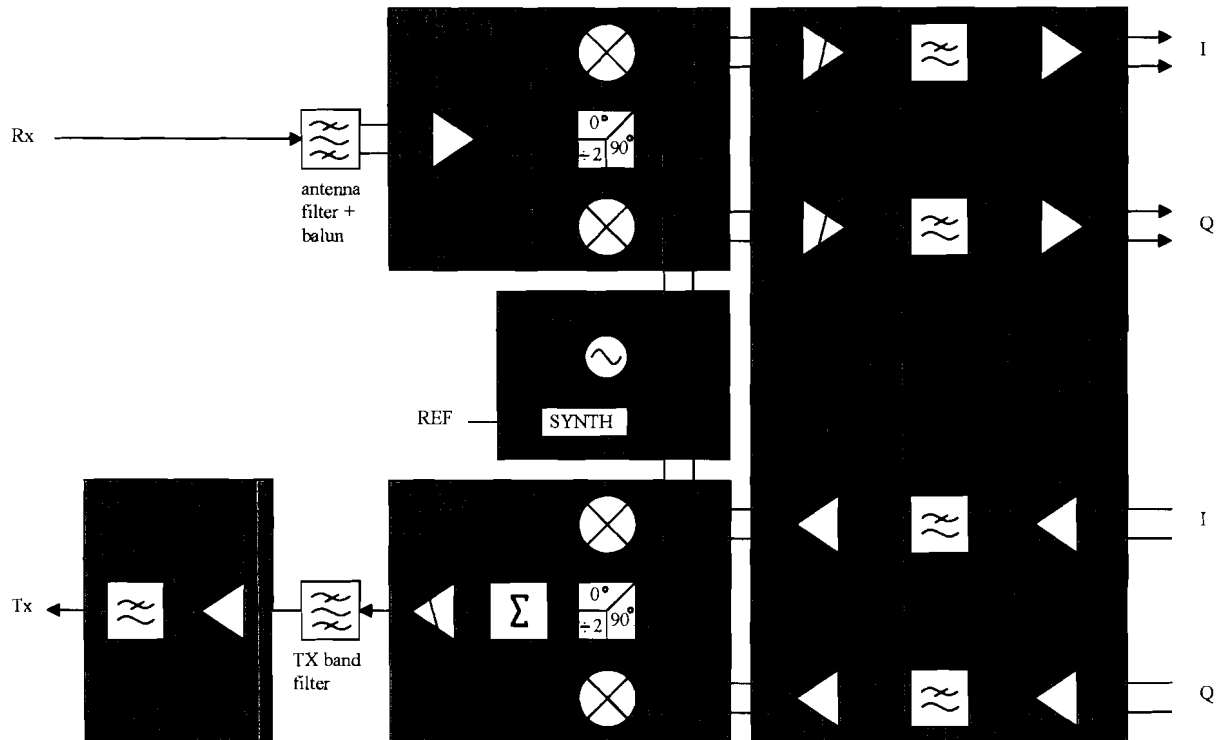 I
Rx
0°
÷2
90°
antenna
filter +
balun
Q
REF
SYNTH
I
Tx
Σ
0°
÷2
90°
TX band
filter
Q